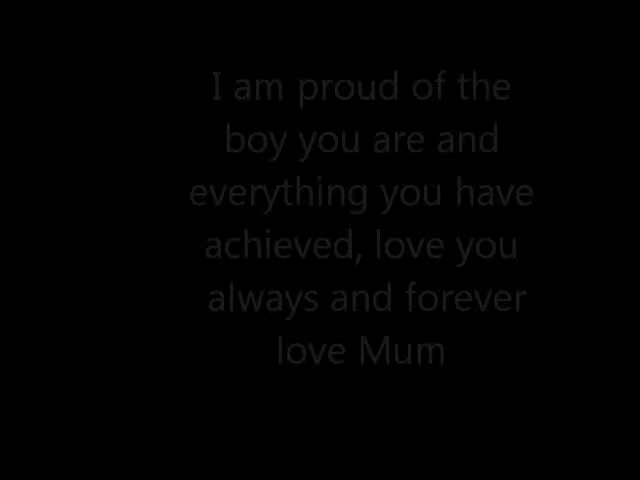 I am proud of the
boy you are and
everything you have
achieved, love you
always and forever
love Mum